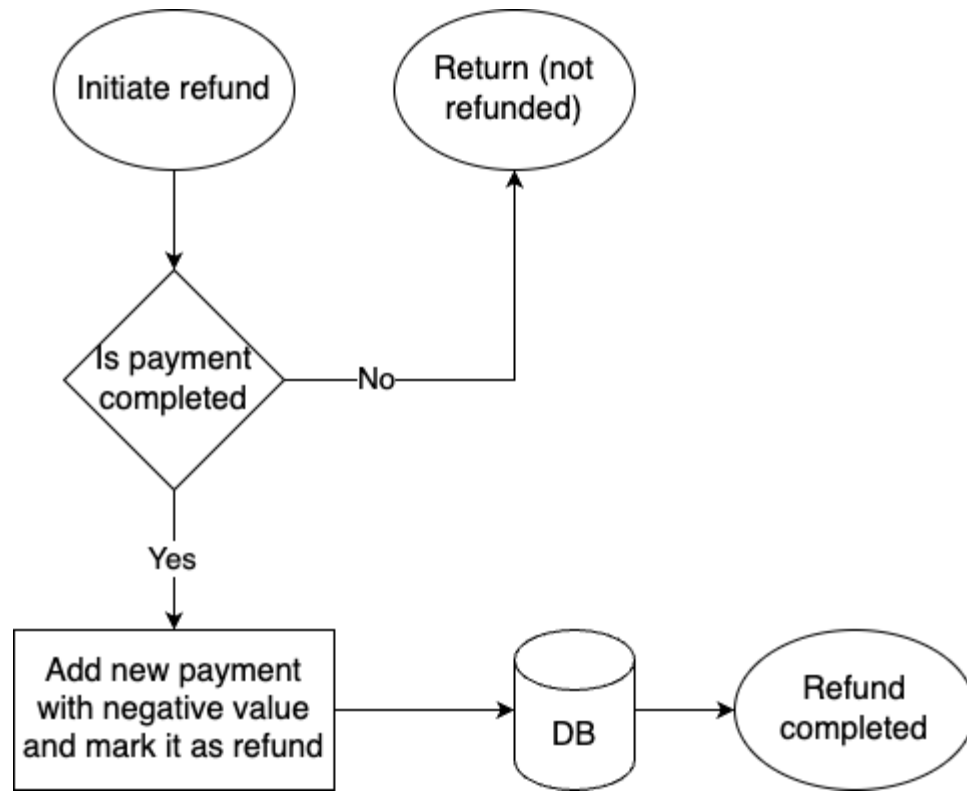 Initiate refund
Return (not
refunded)
Is payment
completed
No
Yes
Add new payment
with negative value
and mark it as refund
DB
Refund
completed